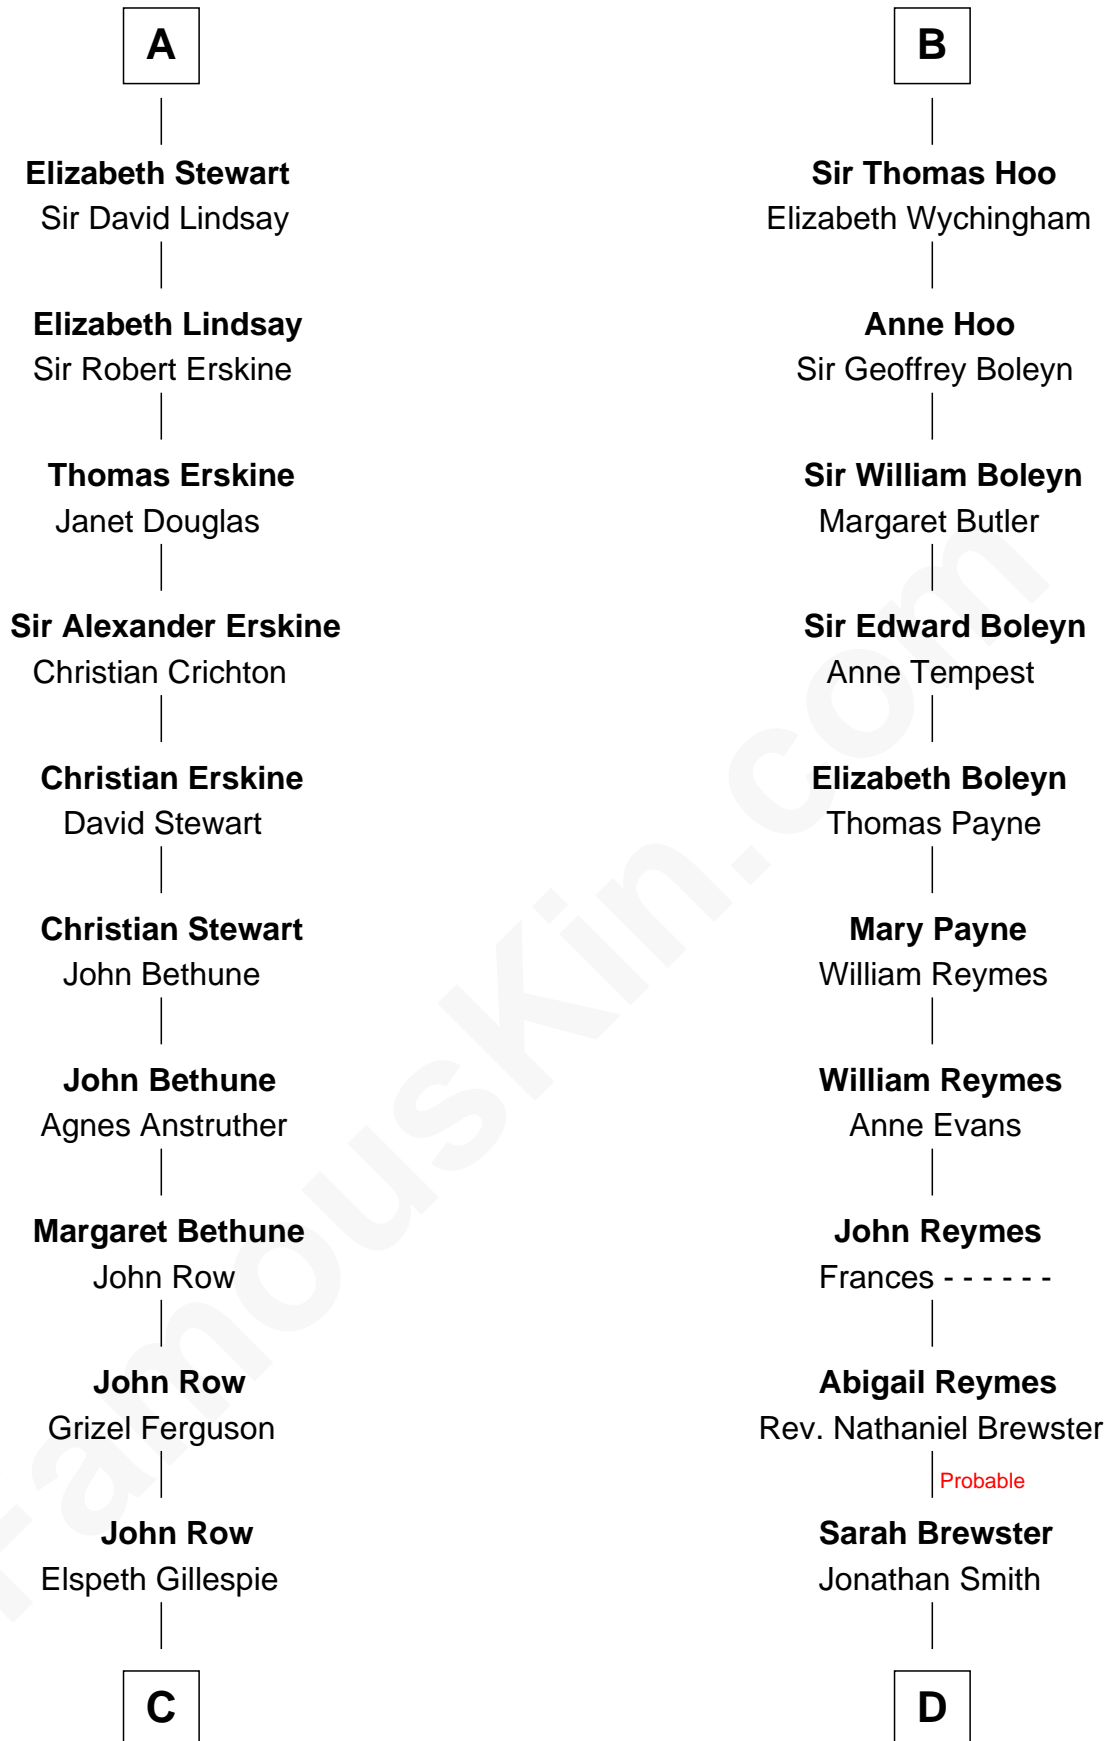 A
Elizabeth Stewart
Sir David Lindsay
Elizabeth Lindsay
Sir Robert Erskine
Thomas Erskine
Janet Douglas
Sir Alexander Erskine
Christian Crichton
Christian Erskine
David Stewart
Christian Stewart
John Bethune
John Bethune
Agnes Anstruther
Margaret Bethune
John Row
John Row
Grizel Ferguson
John Row
Elspeth Gillespie
C
B
Sir Thomas Hoo
Elizabeth Wychingham
Anne Hoo
Sir Geoffrey Boleyn
Sir William Boleyn
Margaret Butler
Sir Edward Boleyn
Anne Tempest
Elizabeth Boleyn
Thomas Payne
Mary Payne
William Reymes
William Reymes
Anne Evans
John Reymes
Frances - - - - - -
Abigail Reymes
Rev. Nathaniel Brewster
Probable
Sarah Brewster
Jonathan Smith
D
FamousKin.com